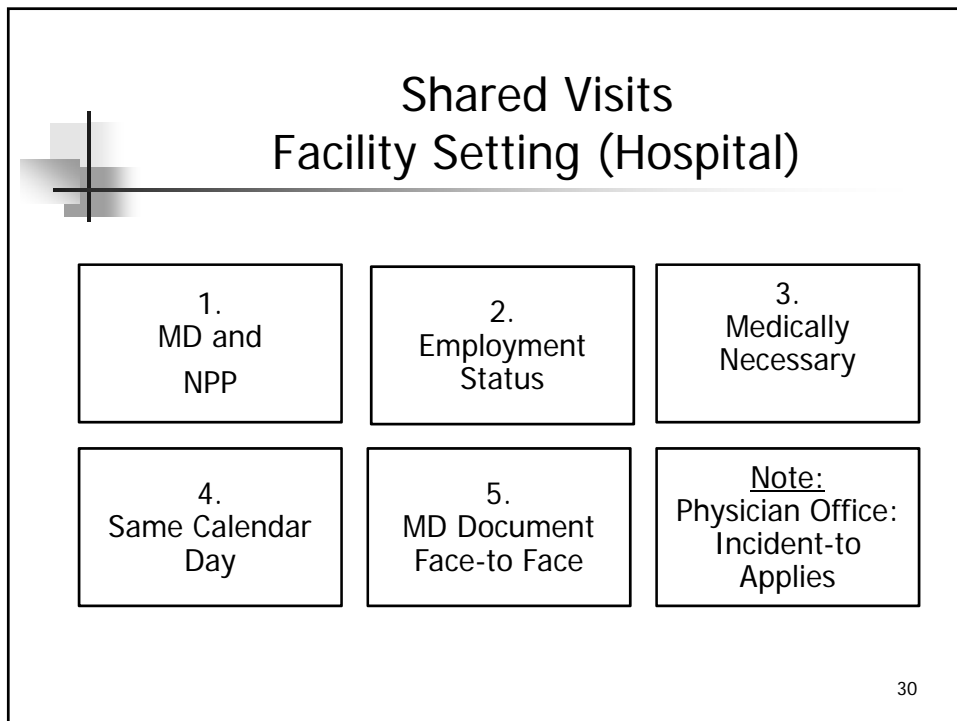 Shared Visits
Facility Setting (Hospital)
1.
MD and
NPP
2.
Employment
Status
3.
Medically
Necessary
4.
Same Calendar
Day
5.
MD Document
Face-to Face
Note:
Physician Office:
Incident-to
Applies
30